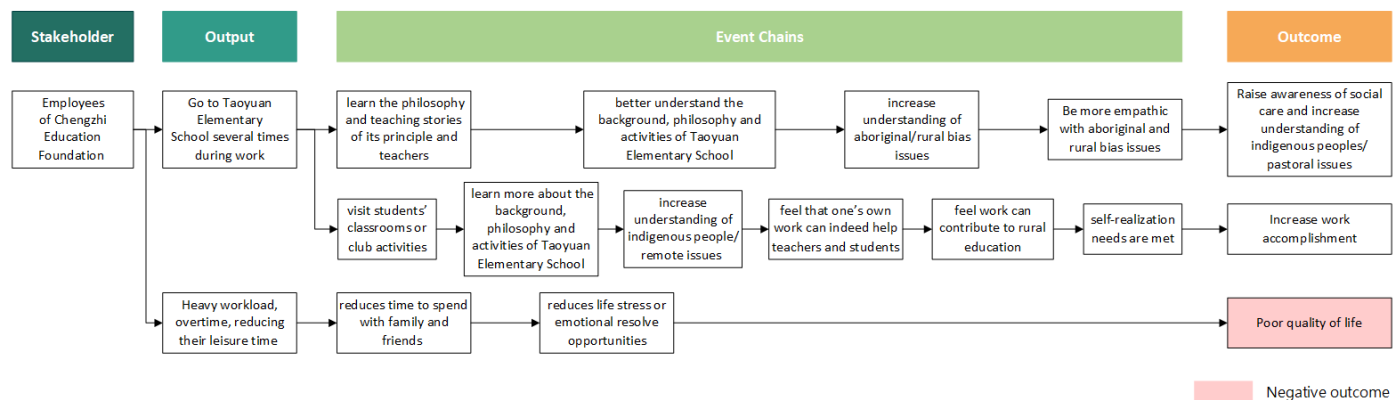 Stakeholder
Output
Event Chains
Outcome
Employees
of Chengzhi
Education
Foundation
Go to Taoyuan
Elementary
School several times
during work
learn the philosophy
and teaching stories
of its principle and
teachers
better understand the
background, philosophy and
activities of Taoyuan
Elementary School
increase
understanding of
aboriginal/rural bias
issues
Be more empathic
with aboriginal and
rural bias issues
Raise awareness of social
care and increase
understanding of
indigenous peoples/
pastoral issues
visit students'
classrooms or
club activities
learn more about the
background,
philosophy and
activities of Taoyuan
Elementary School
increase
understanding of
indigenous people/
remote issues
feel that one's own
work can indeed help
teachers and students
feel work can
contribute to rural
education
self-realization
needs are met
Increase work
accomplishment
Heavy workload,
overtime, reducing
their leisure time
reduces time to spend
with family and
friends
reduces life stress or
emotional resolve
opportunities
Poor quality of life
Negative outcome